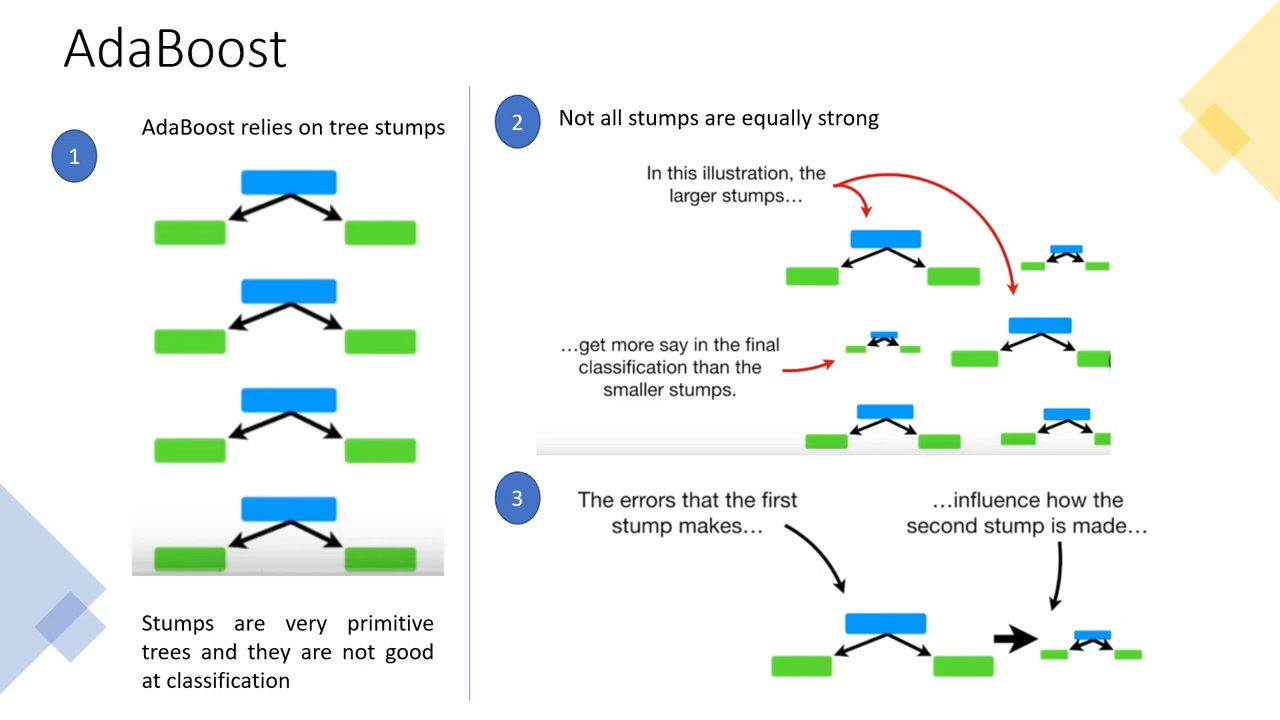 AdaBoost
1
AdaBoost relies on tree stumps
Stumps are very primitive
trees and they are not good
at classification
2
Not all stumps are equally strong
In this illustration, the
larger stumps…
…get more say in the final
classification than the
smaller stumps.
3
The errors that the first
stump makes…
…influence how the
second stump is made…